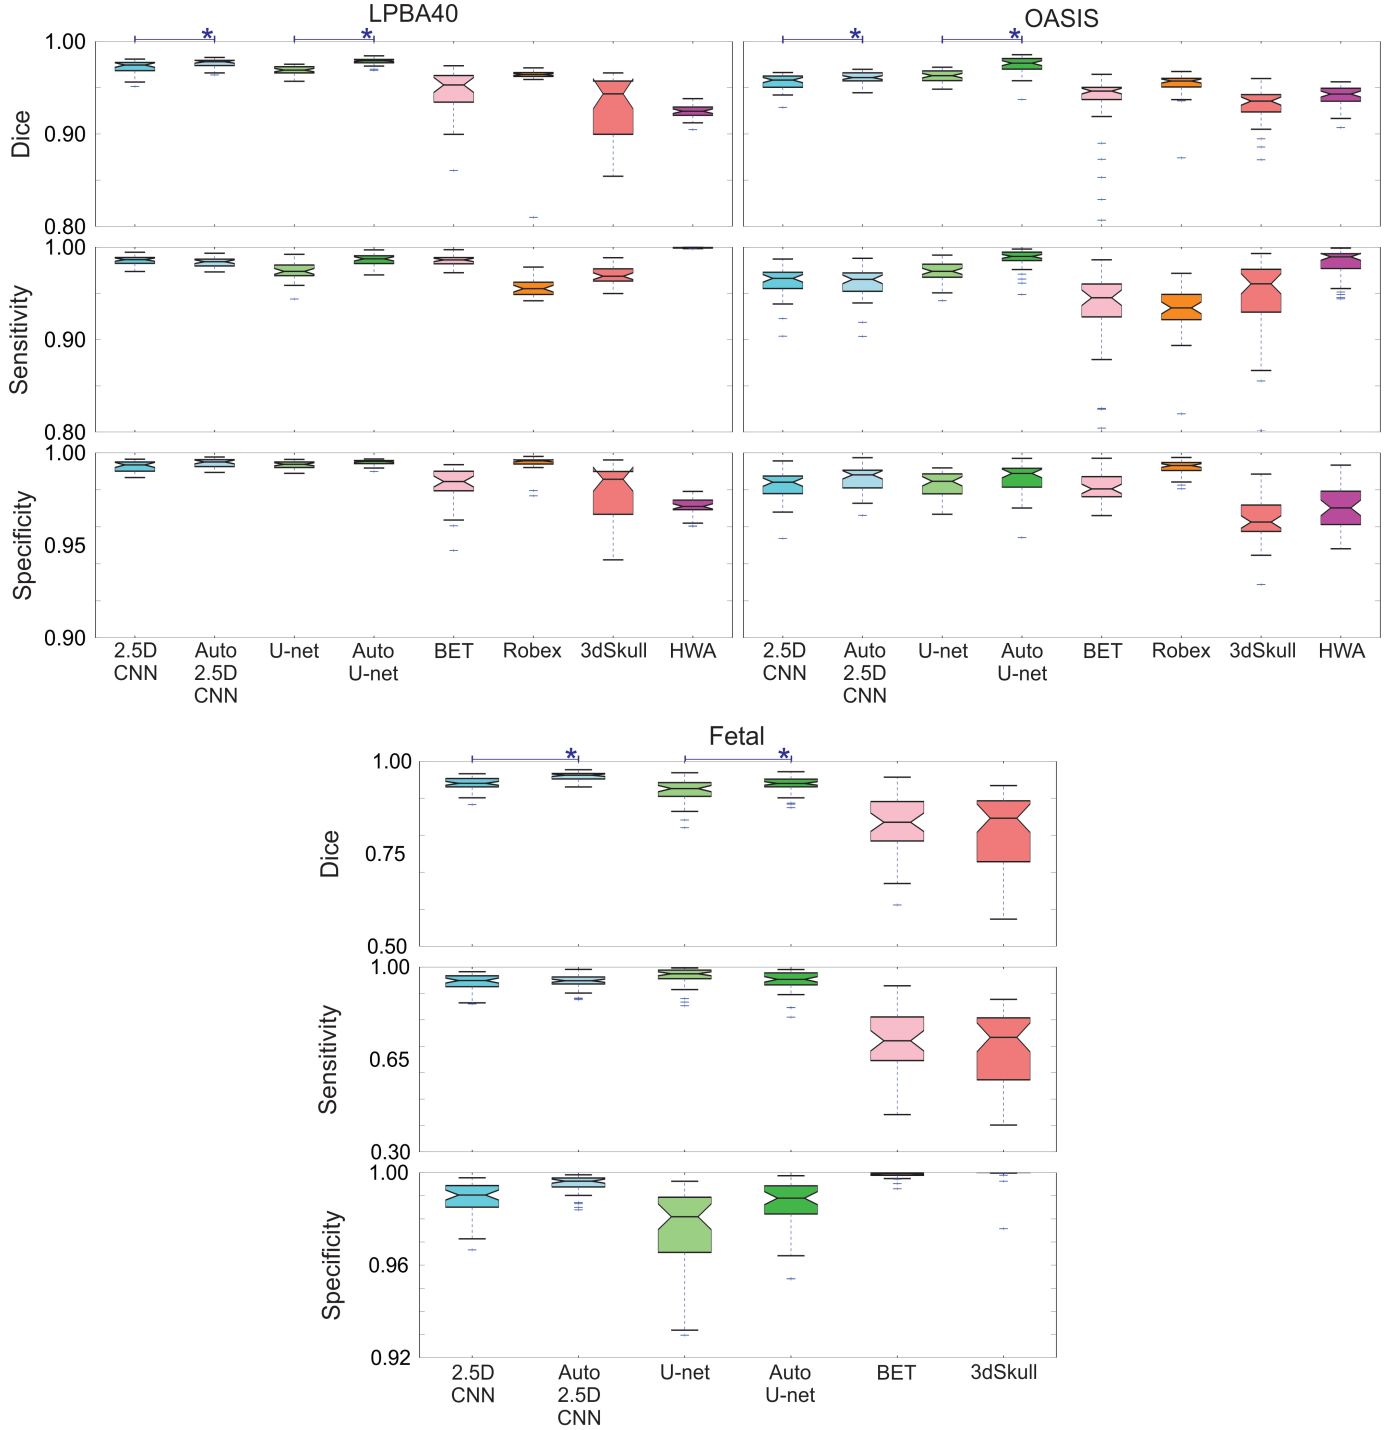 LPBA40
OASIS
* * * *
1.00
Dice
0.90
0.80
1.00
Sensitivity
0.90
0.80
1.00
Specificity
0.95
0.90
2.5D Auto U-net Auto BET Robex 3dSkull HWA 2.5D Auto U-net Auto BET Robex 3dSkull HWA
CNN 2.5D U-net CNN 2.5D U-net
CNN CNN
Fetal
* *
1.00
Dice
0.75
0.50
1.00
Sensitivity
0.65
0.30
1.00
Specificity
0.96
0.92
2.5D Auto U-net Auto BET 3dSkull
CNN 2.5D U-net
CNN